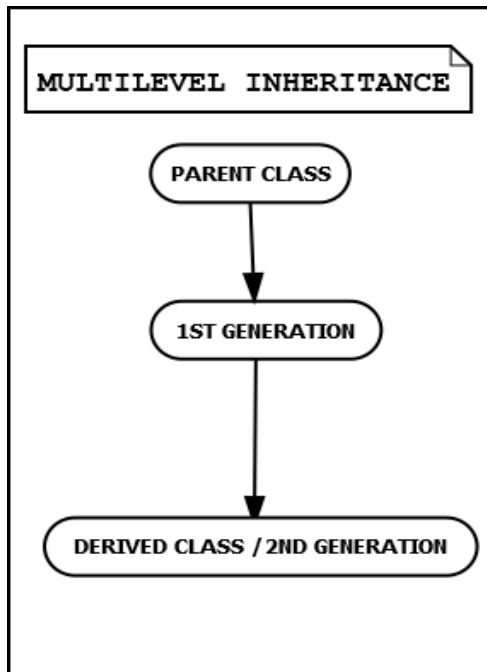 MULTILEVEL INHERITANCE
PARENT CLASS
1ST GENERATION
DERIVED CLASS / 2ND GENERATION